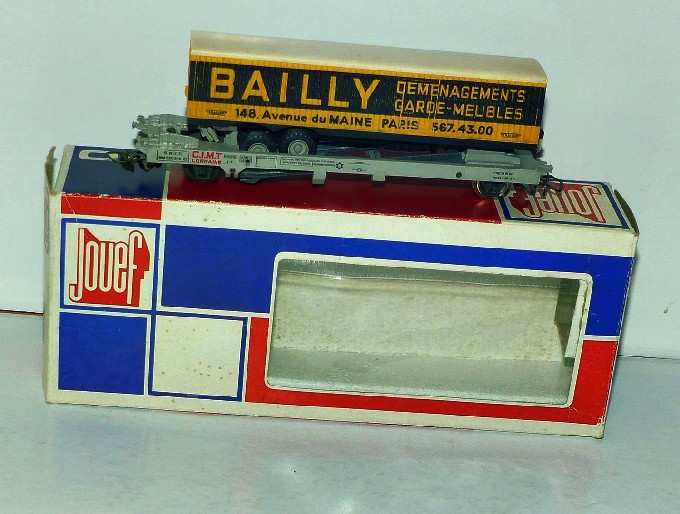 BAILLY
DEMENAGEMENTS
GARDE-MEUBLES
148, Avenue du MAINE PARIS 567.43.00
C.I.M.T
LORRAINE
Jouef
Jouef